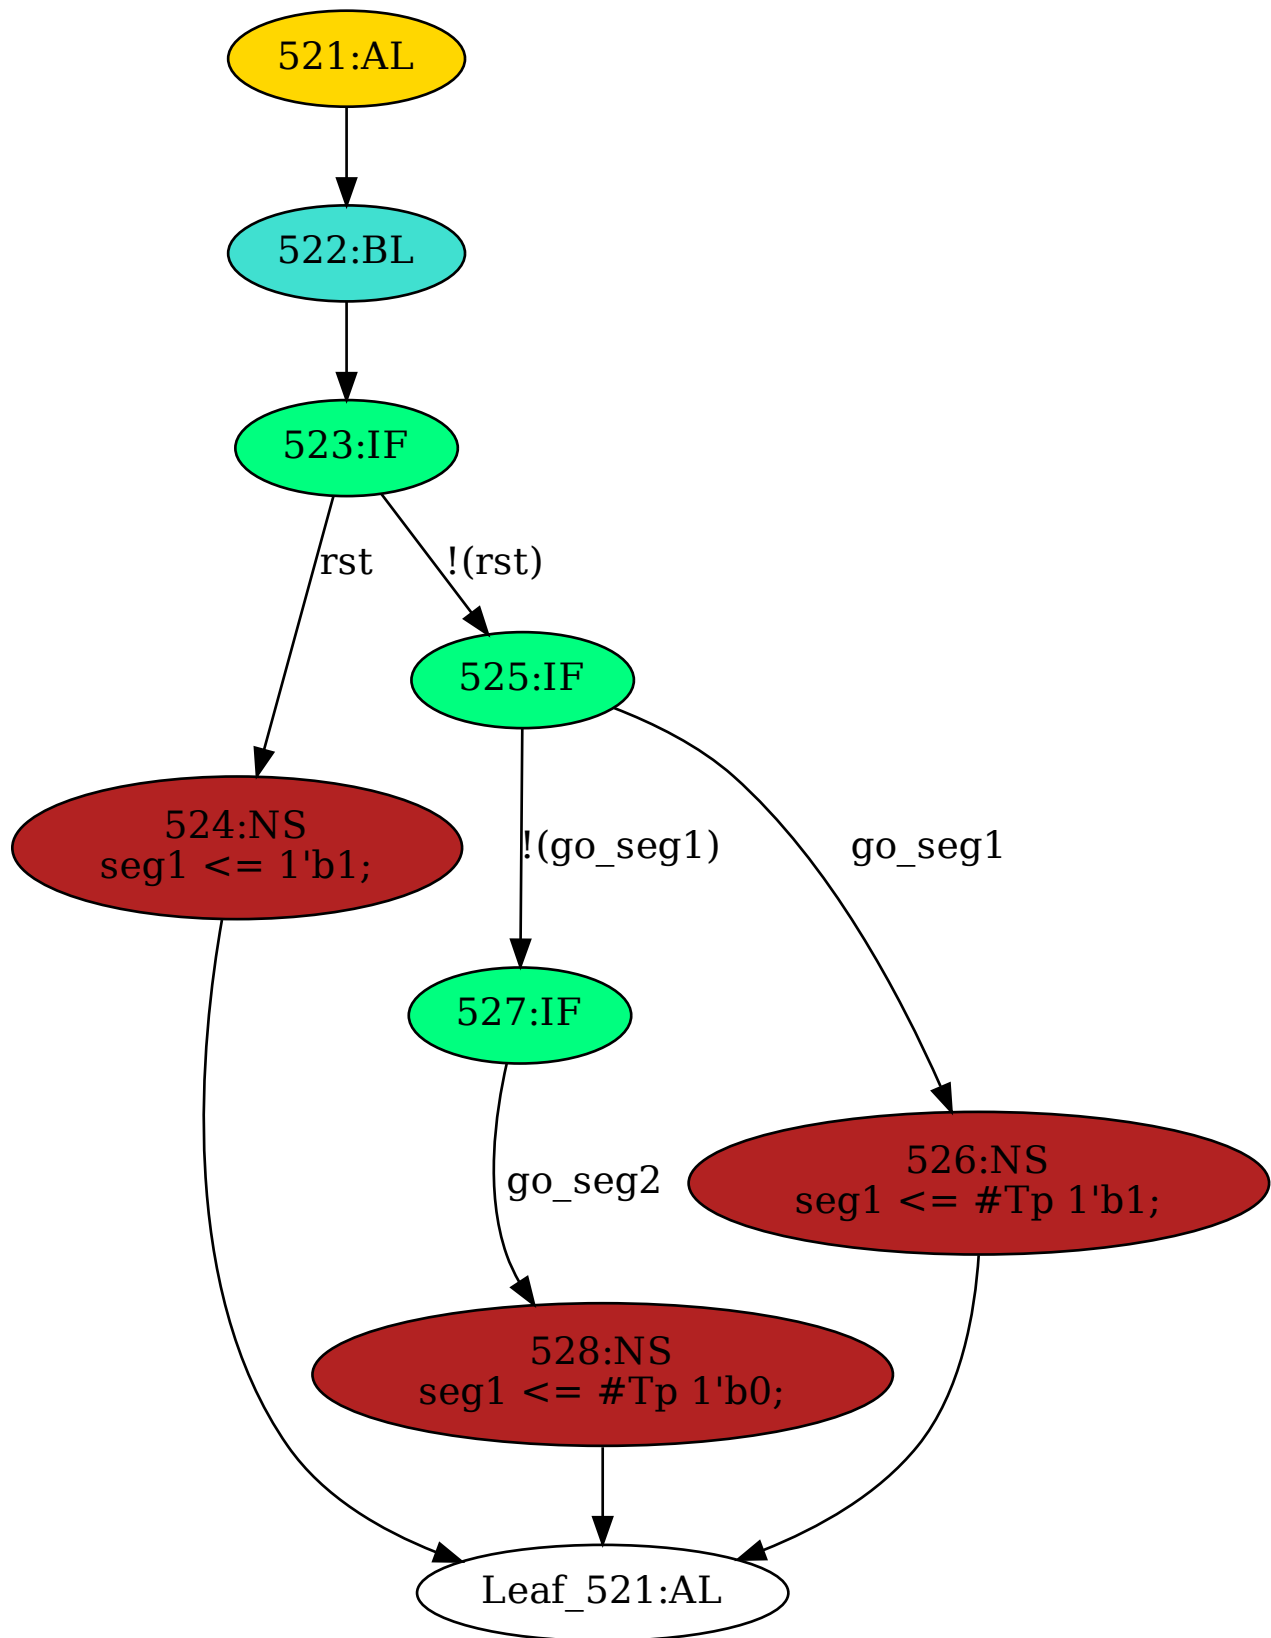 521:AL
522:BL
523:IF
rst
!(rst)
525:IF
524:NS
seg1 <= 1'b1;
!(go_seg1)
go_seg1
527:IF
526:NS
seg1 <= #Tp 1'b1;
go_seg2
528:NS
seg1 <= #Tp 1'b0;
Leaf_521:AL